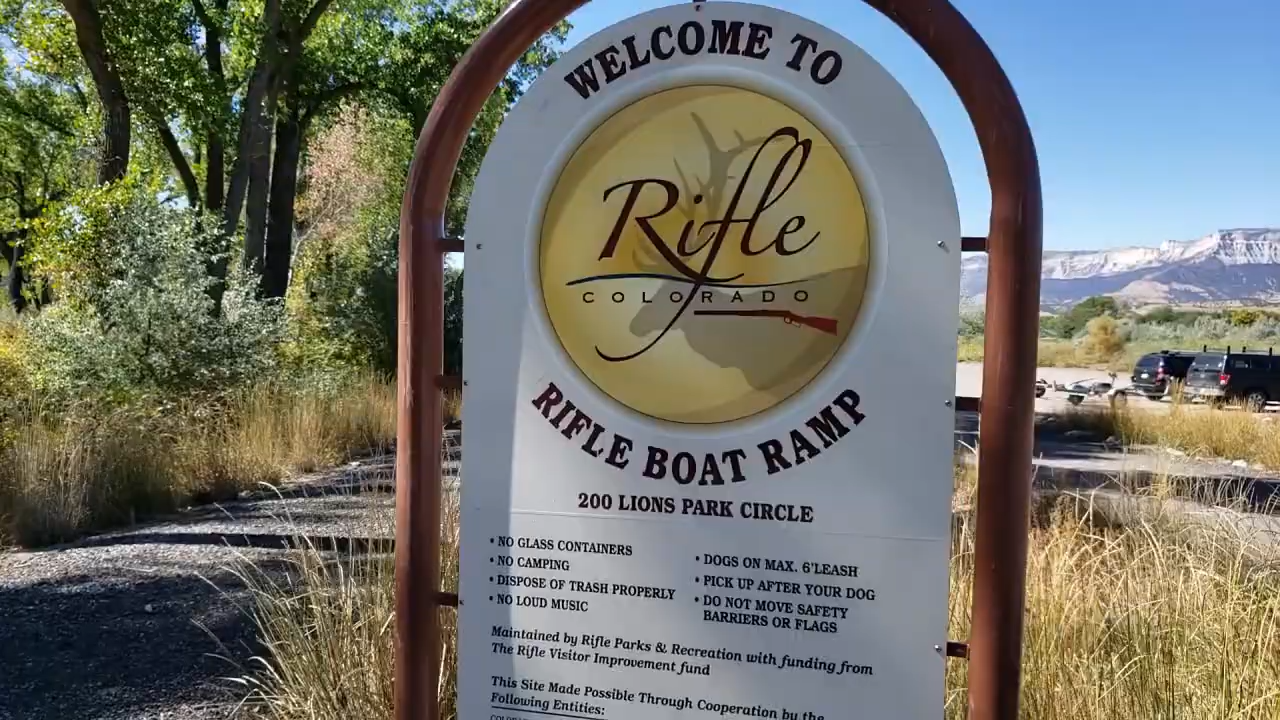 WELCOME TO
Rifle
COLORADO
RIFLE BOAT RAMP
200 LIONS PARK CIRCLE
• NO GLASS CONTAINERS
• NO CAMPING
• DISPOSE OF TRASH PROPERLY
• NO LOUD MUSIC
• DOGS ON MAX. 6'LEASH
• PICK UP AFTER YOUR DOG
• DO NOT MOVE SAFETY
BARRIERS OR FLAGS
Maintained by Rifle Parks & Recreation with funding from
The Rifle Visitor Improvement fund
This Site Made Possible Through Cooperation by the
Following Entities: